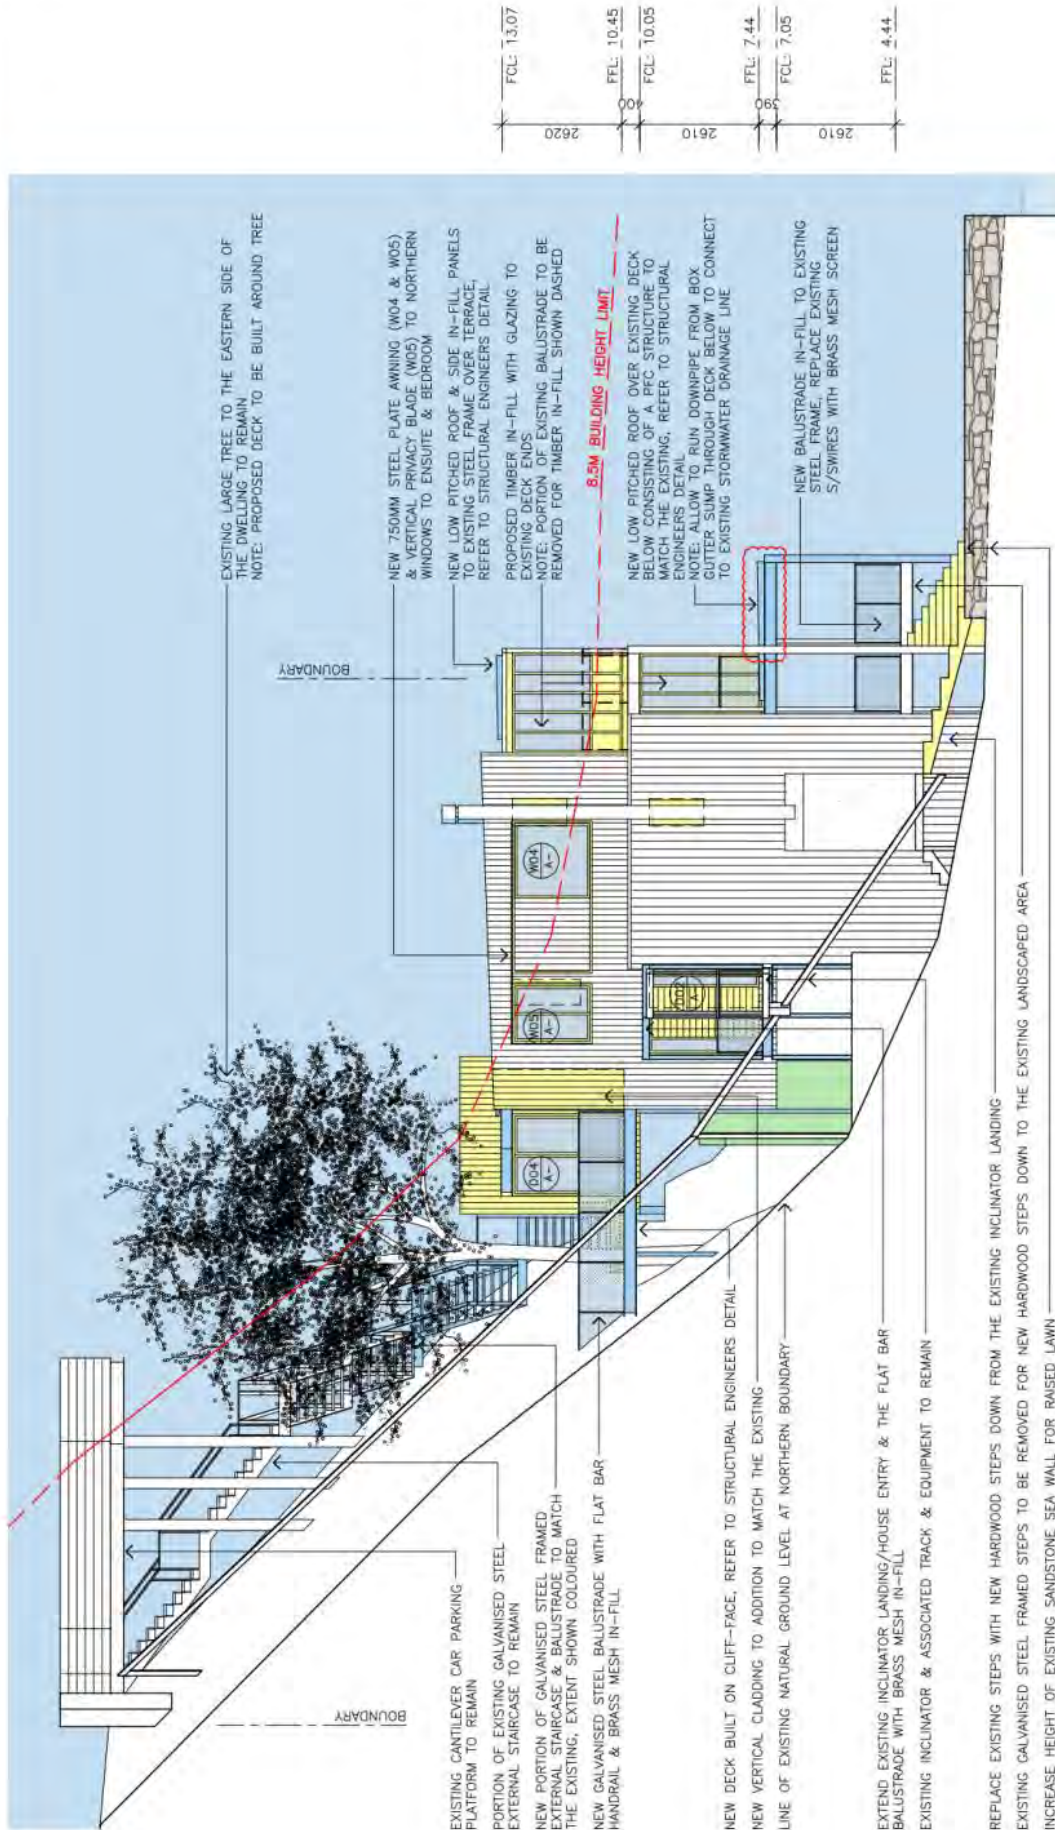 EXISTING LARGE TREE TO THE EASTERN SIDE OF
THE DWELLING TO REMAIN
NOTE: PROPOSED DECK TO BE BUILT AROUND TREE
NEW 750MM STEEL PLATE AWNING (W04 & W05)
& VERTICAL PRIVACY BLADE (W05) TO NORTHERN
WINDOWS TO ENSUITE & BEDROOM
NEW LOW PITCHED ROOF & SIDE IN-FILL PANELS
TO EXISTING STEEL FRAME OVER TERRACE,
REFER TO STRUCTURAL ENGINEERS DETAIL
PROPOSED TIMBER IN-FILL WITH GLAZING TO
EXISTING DECK ENDS
NOTE: PORTION OF EXISTING BALUSTRADE TO BE
REMOVED FOR TIMBER IN-FILL SHOWN DASHED
8.5M BUILDING HEIGHT LIMIT
NEW LOW PITCHED ROOF OVER EXISTING DECK
BELOW CONSISTING OF A PFC STRUCTURE TO
MATCH THE EXISTING, REFER TO STRUCTURAL
ENGINEERS DETAIL
NOTE: ALLOW TO RUN DOWNPIPE FROM BOX
GUTTER SUMP THROUGH DECK BELOW TO CONNECT
TO EXISTING STORMWATER DRAINAGE LINE
NEW BALUSTRADE IN-FILL TO EXISTING
STEEL FRAME, REPLACE EXISTING
S/SWIRES WITH BRASS MESH SCREEN
FCL: 13.07
FFL: 10.45
FCL: 10.05
FFL: 7.44
FCL: 7.05
FFL: 4.44
2620
400
2610
390
2610
BOUNDARY
W04
A-
W05
A-
D04
A-
D02
A-
BOUNDARY
EXISTING CANTILEVER CAR PARKING
PLATFORM TO REMAIN
PORTION OF EXISTING GALVANISED STEEL
EXTERNAL STAIRCASE TO REMAIN
NEW PORTION OF GALVANISED STEEL FRAMED
EXTERNAL STAIRCASE & BALUSTRADE TO MATCH
THE EXISTING, EXTENT SHOWN COLOURED
NEW GALVANISED STEEL BALUSTRADE WITH FLAT BAR
HANDRAIL & BRASS MESH IN-FILL
NEW DECK BUILT ON CLIFF-FACE, REFER TO STRUCTURAL ENGINEERS DETAIL
NEW VERTICAL CLADDING TO ADDITION TO MATCH THE EXISTING
LINE OF EXISTING NATURAL GROUND LEVEL AT NORTHERN BOUNDARY
EXTEND EXISTING INCLINATOR LANDING/HOUSE ENTRY & THE FLAT BAR
BALUSTRADE WITH BRASS MESH IN-FILL
EXISTING INCLINATOR & ASSOCIATED TRACK & EQUIPMENT TO REMAIN
REPLACE EXISTING STEPS WITH NEW HARDWOOD STEPS DOWN FROM THE EXISTING INCLINATOR LANDING
EXISTING GALVANISED STEEL FRAMED STEPS TO BE REMOVED FOR NEW HARDWOOD STEPS DOWN TO THE EXISTING LANDSCAPED AREA
INCREASE HEIGHT OF EXISTING SANDSTONE SEA WALL FOR RAISED LAWN